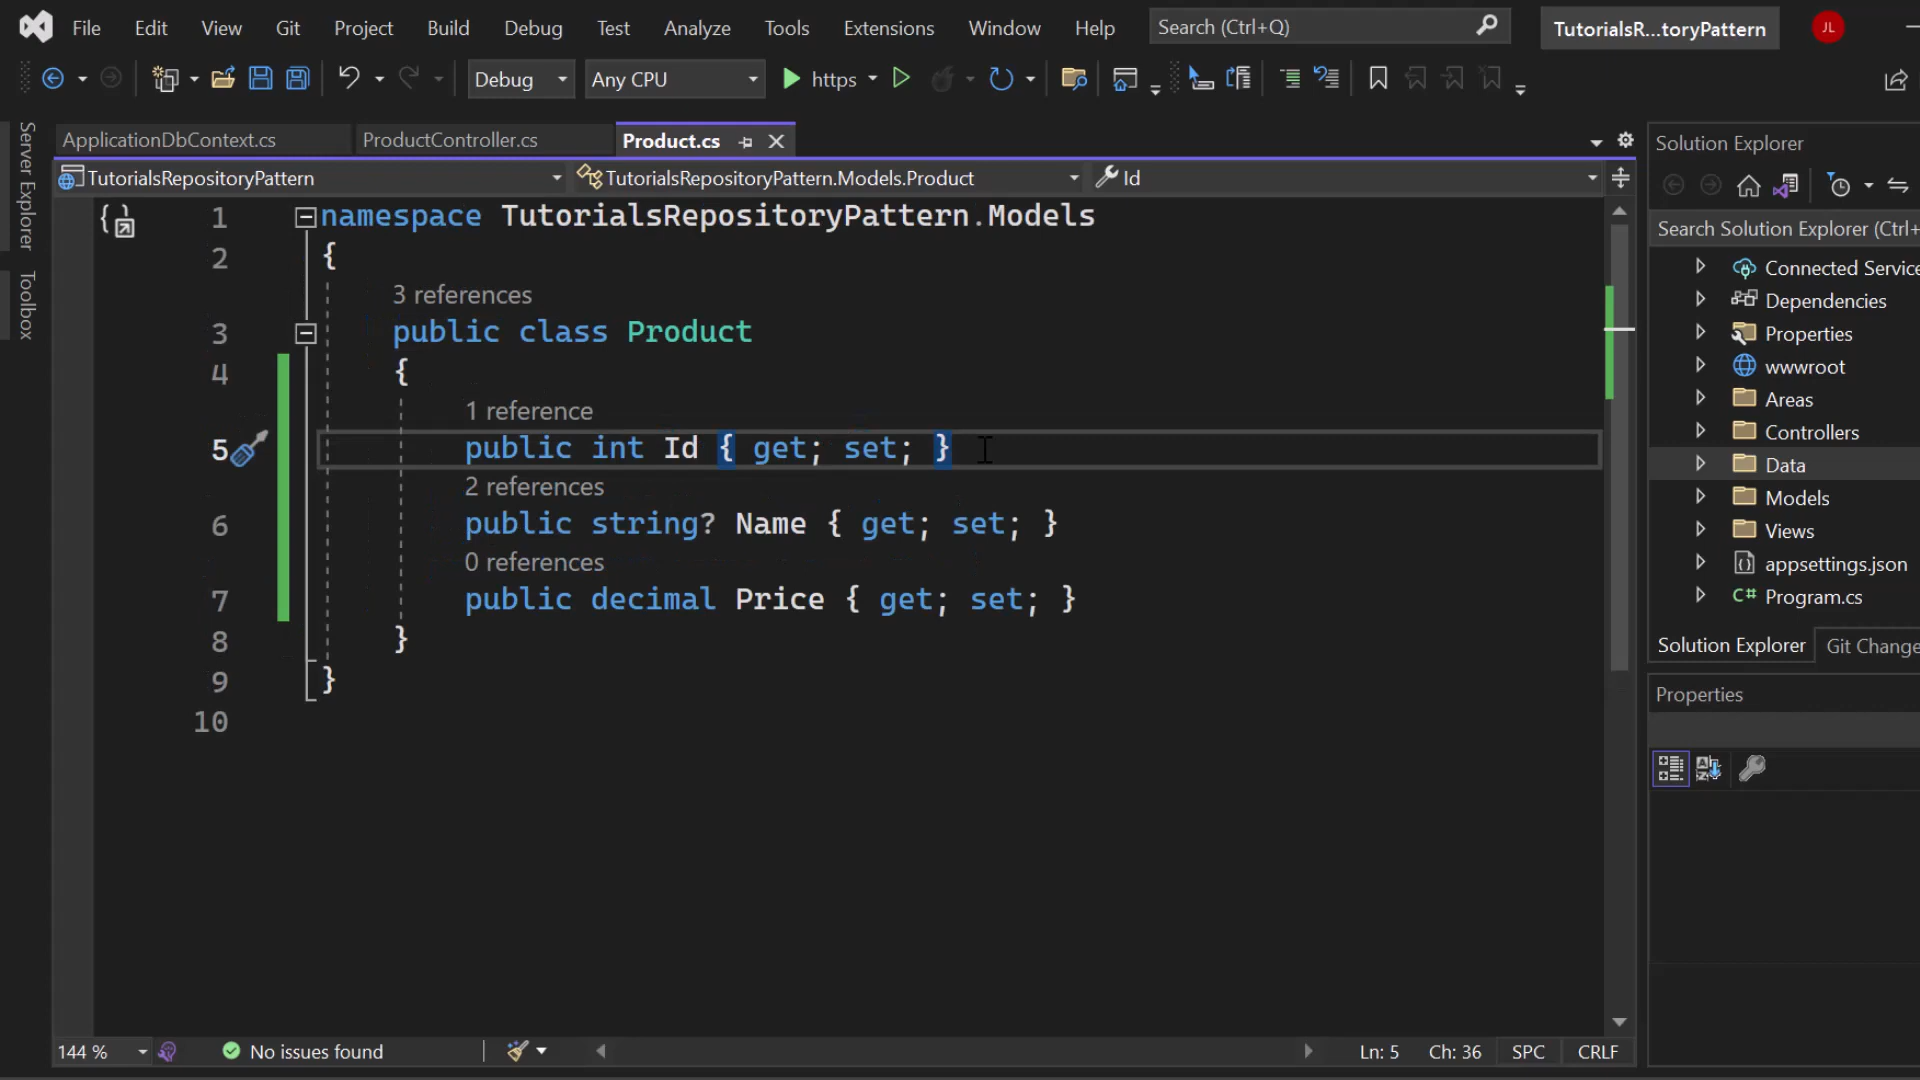 File Edit View Git Project Build Debug Test Analyze Tools Extensions Window Help Search (Ctrl+Q) TutorialsR...toryPattern JL
Debug Any CPU https
Server Explorer
Toolbox
ApplicationDbContext.cs ProductController.cs Product.cs
TutorialsRepositoryPattern TutorialsRepositoryPattern.Models.Product Id
1 namespace TutorialsRepositoryPattern.Models
2 {
3 references
3 public class Product
4 {
1 reference
5 public int Id { get; set; }
2 references
6 public string? Name { get; set; }
0 references
7 public decimal Price { get; set; }
8 }
9 }
10
144 % No issues found Ln: 5 Ch: 36 SPC CRLF
Solution Explorer
Search Solution Explorer (Ctrl+
Connected Service
Dependencies
Properties
wwwroot
Areas
Controllers
Data
Models
Views
appsettings.json
C# Program.cs
Solution Explorer Git Change
Properties